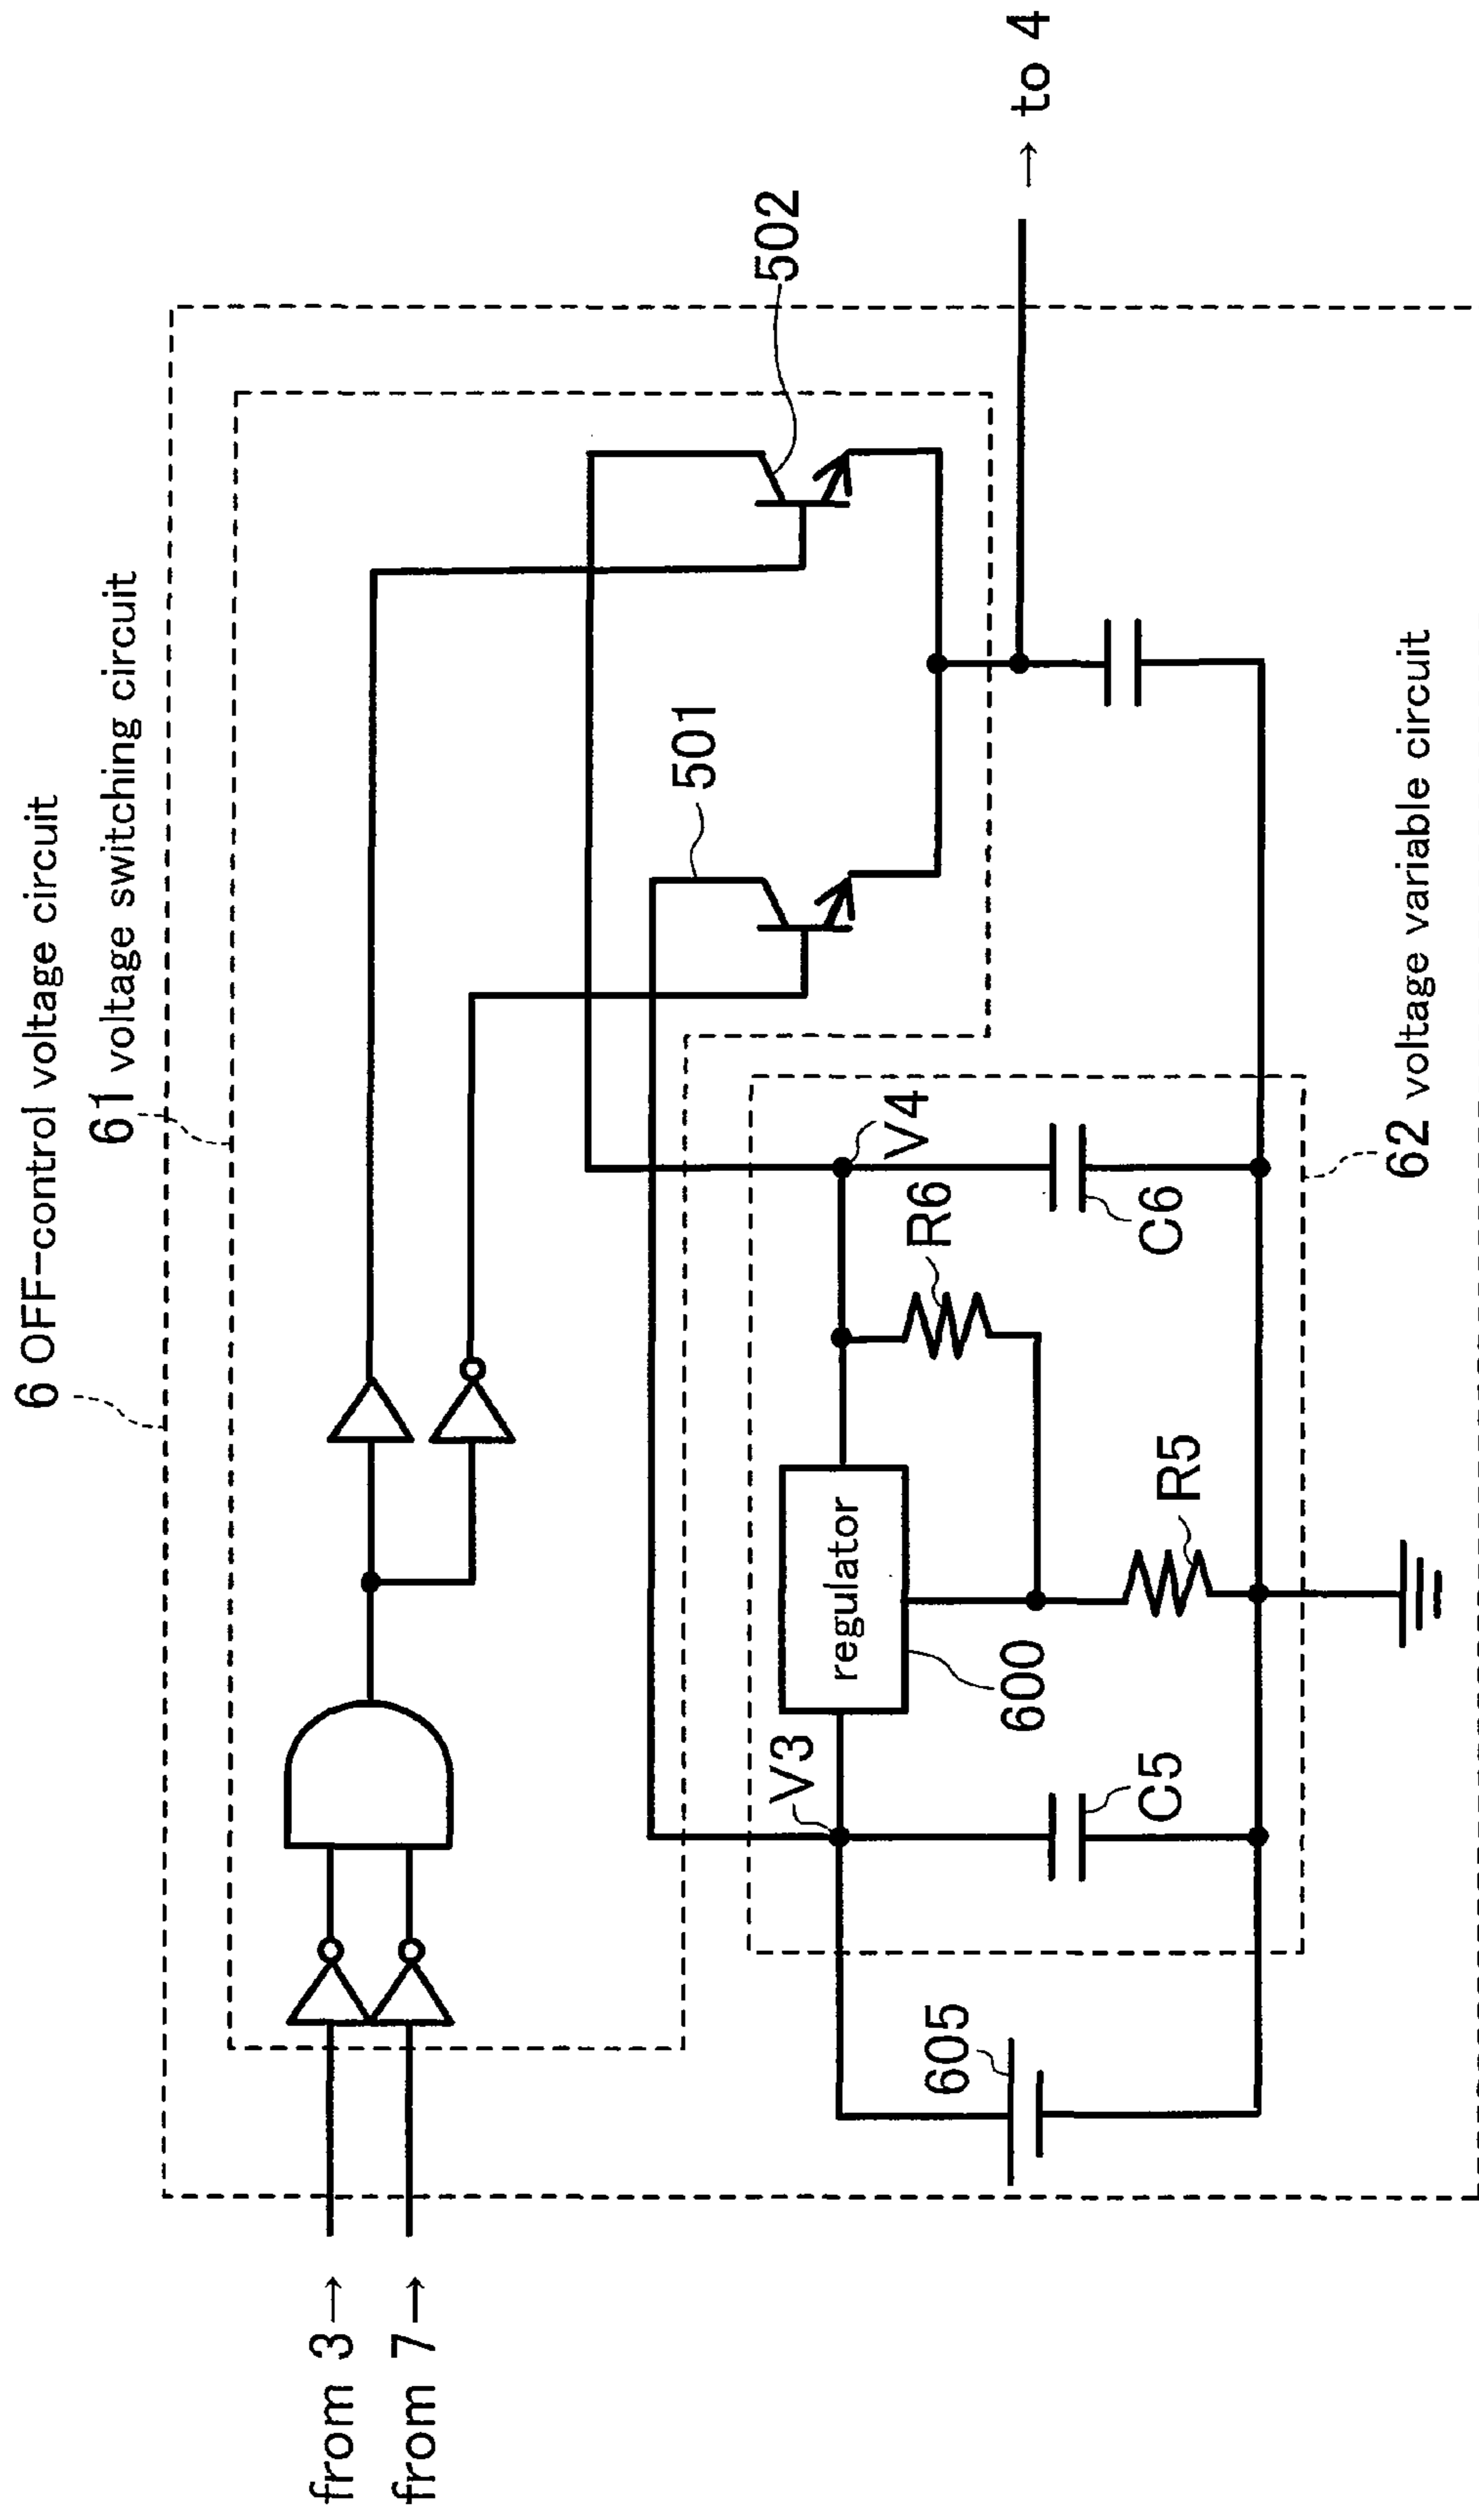 6 OFF-control voltage circuit
61 voltage switching circuit
502
501
from 3 →
from 7 →
→ to 4
V3
V4
regulator
R6
605
600
C5
R5
C6
62 voltage variable circuit